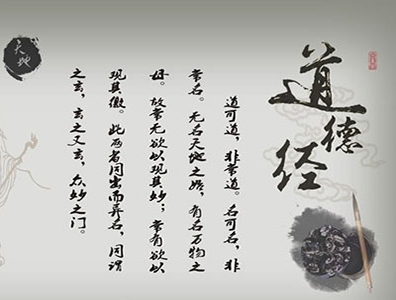 道德经
道可道，非常道。名可名，非
常名。无名天地之始，有名万物之
母。故常无欲以观其妙；常有欲以
观其徼。此两者同出而异名，同谓
之玄，玄之又玄，众妙之门。
天地